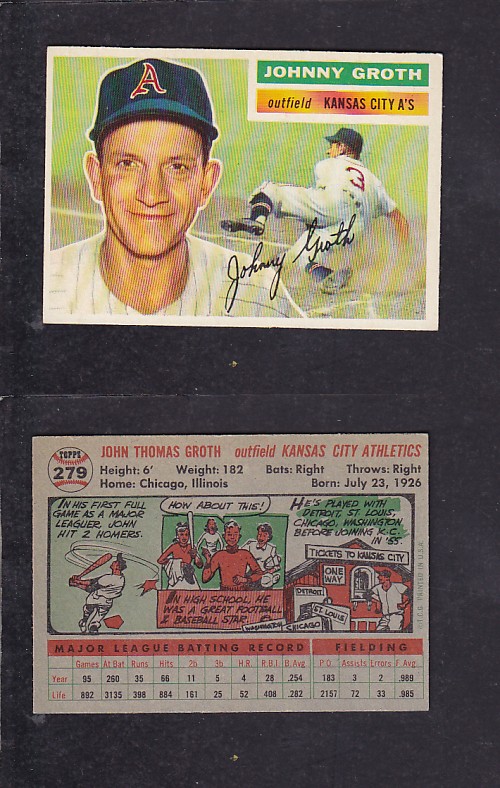 A
JOHNNY GROTH
outfield KANSAS CITY A'S
3
Johnny Groth
TOPPS
279
JOHN THOMAS GROTH outfield KANSAS CITY ATHLETICS
Height: 6' Weight: 182 Bats: Right Throws: Right
Home: Chicago, Illinois Born: July 23, 1926
IN HIS FIRST FULL
GAME AS A MAJOR
LEAGUER, JOHN
HIT 2 HOMERS.
HOW ABOUT THIS!
IN HIGH SCHOOL, HE
WAS A GREAT FOOTBALL
& BASEBALL STAR.
HE'S PLAYED WITH
DETROIT, ST. LOUIS,
CHICAGO, WASHINGTON,
BEFORE JOINING K.C.
IN '55.
TICKETS TO KANSAS CITY
ONE
WAY
DETROIT
ST. LOUIS
WASHINGTON
CHICAGO
T.C.G. PRINTED IN U.S.A.
MAJOR LEAGUE BATTING RECORD FIELDING
Games At Bat Runs Hits 2b 3b H.R. R.B.I. B. Avg. P.O. Assists Errors F. Avg.
Year 95 260 35 66 11 5 4 28 .254 183 3 2 .989
Life 892 3135 398 884 161 25 52 408 .282 2157 72 33 .985